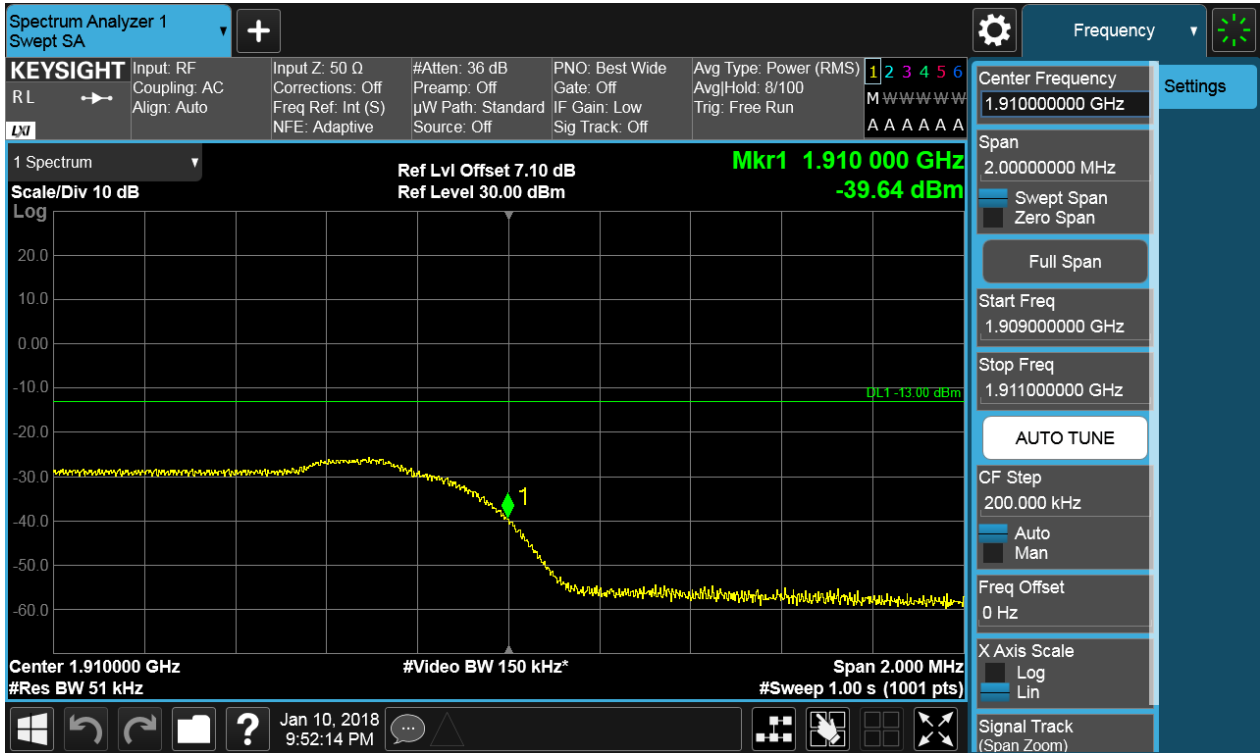 Spectrum Analyzer 1
Swept SA
+
Frequency
KEYSIGHT
R L
LXI
Input: RF
Coupling: AC
Align: Auto
Input Z: 50 Ω
Corrections: Off
Freq Ref: Int (S)
NFE: Adaptive
#Atten: 36 dB
Preamp: Off
µW Path: Standard
Source: Off
PNO: Best Wide
Gate: Off
IF Gain: Low
Sig Track: Off
Avg Type: Power (RMS)
Avg|Hold: 8/100
Trig: Free Run
1 2 3 4 5 6
M W W W W W
A A A A A A
1 Spectrum
Scale/Div 10 dB
Ref Lvl Offset 7.10 dB
Ref Level 30.00 dBm
Mkr1 1.910 000 GHz
-39.64 dBm
Log
20.0
10.0
0.00
-10.0
-20.0
-30.0
-40.0
-50.0
-60.0
DL1 -13.00 dBm
1
Center 1.910000 GHz
#Video BW 150 kHz*
Span 2.000 MHz
#Res BW 51 kHz
#Sweep 1.00 s (1001 pts)
Center Frequency
1.910000000 GHz
Span
2.00000000 MHz
Swept Span
Zero Span
Full Span
Start Freq
1.909000000 GHz
Stop Freq
1.911000000 GHz
AUTO TUNE
CF Step
200.000 kHz
Auto
Man
Freq Offset
0 Hz
X Axis Scale
Log
Lin
Signal Track
(Span Zoom)
Settings
?
Jan 10, 2018
9:52:14 PM